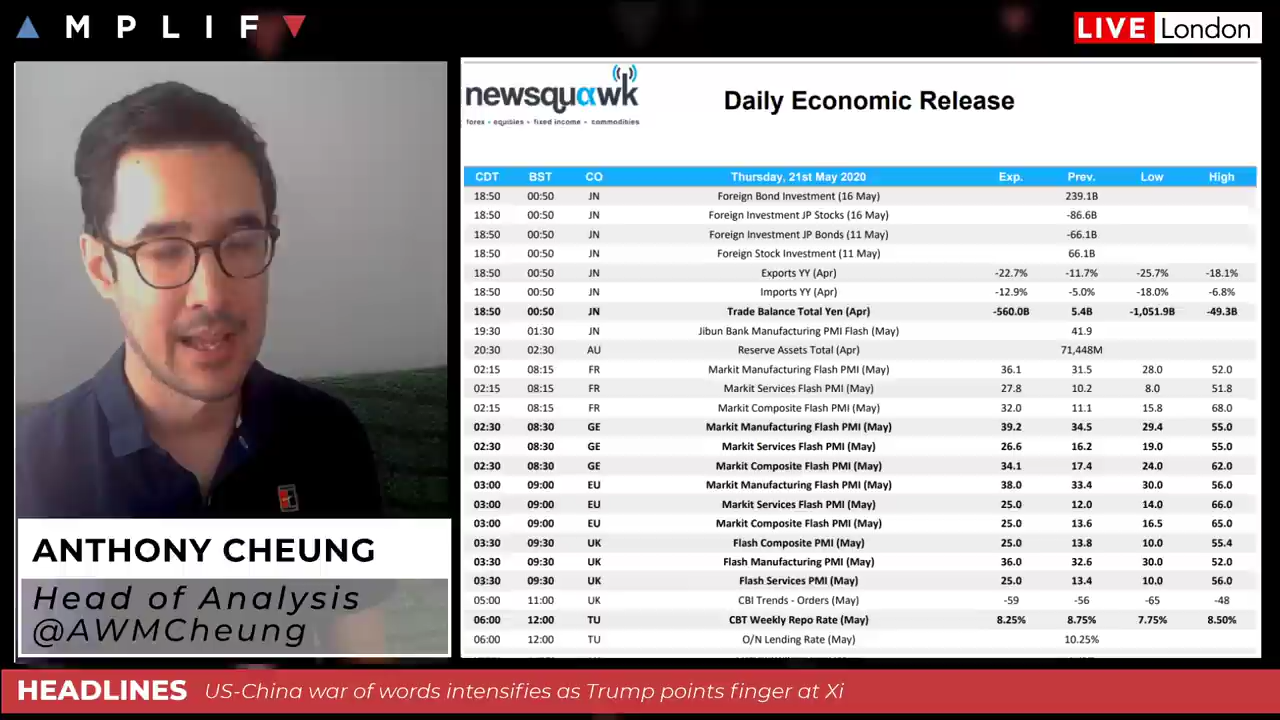 AMPLIFY
LIVE London
newsquawk
forex - equities - fixed income - commodities
Daily Economic Release
CDT BST CO Thursday, 21st May 2020 Exp. Prev. Low High
18:50 00:50 JN Foreign Bond Investment (16 May) 239.1B
18:50 00:50 JN Foreign Investment JP Stocks (16 May) -86.6B
18:50 00:50 JN Foreign Investment JP Bonds (11 May) -66.1B
18:50 00:50 JN Foreign Stock Investment (11 May) 66.1B
18:50 00:50 JN Exports YY (Apr) -22.7% -11.7% -25.7% -18.1%
18:50 00:50 JN Imports YY (Apr) -12.9% -5.0% -18.0% -6.8%
18:50 00:50 JN Trade Balance Total Yen (Apr) -560.0B 5.4B -1,051.9B -49.3B
19:30 01:30 JN Jibun Bank Manufacturing PMI Flash (May) 41.9
20:30 02:30 AU Reserve Assets Total (Apr) 71,448M
02:15 08:15 FR Markit Manufacturing Flash PMI (May) 36.1 31.5 28.0 52.0
02:15 08:15 FR Markit Services Flash PMI (May) 27.8 10.2 8.0 51.8
02:15 08:15 FR Markit Composite Flash PMI (May) 32.0 11.1 15.8 68.0
02:30 08:30 GE Markit Manufacturing Flash PMI (May) 39.2 34.5 29.4 55.0
02:30 08:30 GE Markit Services Flash PMI (May) 26.6 16.2 19.0 55.0
02:30 08:30 GE Markit Composite Flash PMI (May) 34.1 17.4 24.0 62.0
03:00 09:00 EU Markit Manufacturing Flash PMI (May) 38.0 33.4 30.0 56.0
03:00 09:00 EU Markit Services Flash PMI (May) 25.0 12.0 14.0 66.0
03:00 09:00 EU Markit Composite Flash PMI (May) 25.0 13.6 16.5 65.0
03:30 09:30 UK Flash Composite PMI (May) 25.0 13.8 10.0 55.4
03:30 09:30 UK Flash Manufacturing PMI (May) 36.0 32.6 30.0 52.0
03:30 09:30 UK Flash Services PMI (May) 25.0 13.4 10.0 56.0
05:00 11:00 UK CBI Trends - Orders (May) -59 -56 -65 -48
06:00 12:00 TU CBT Weekly Repo Rate (May) 8.25% 8.75% 7.75% 8.50%
06:00 12:00 TU O/N Lending Rate (May) 10.25%
ANTHONY CHEUNG
Head of Analysis
@AWMCheung
HEADLINES US-China war of words intensifies as Trump points finger at Xi